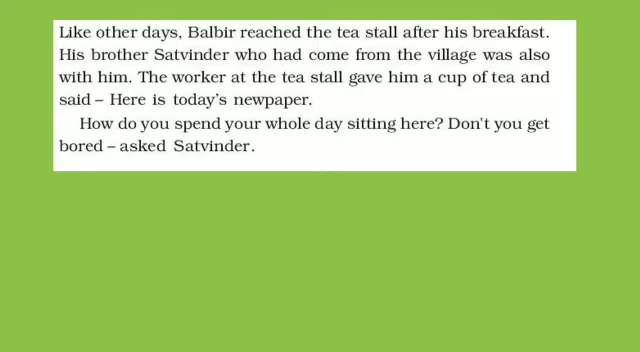 Like other days, Balbir reached the tea stall after his breakfast.
His brother Satvinder who had come from the village was also
with him. The worker at the tea stall gave him a cup of tea and
said – Here is today's newpaper.
How do you spend your whole day sitting here? Don't you get
bored – asked Satvinder.